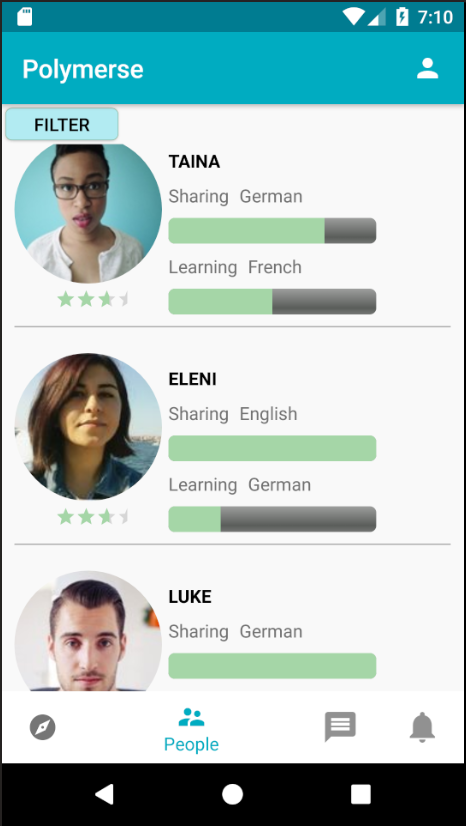 7:10
Polymerse
FILTER
TAINA
Sharing German
Learning French
ELENI
Sharing English
Learning German
LUKE
Sharing German
People